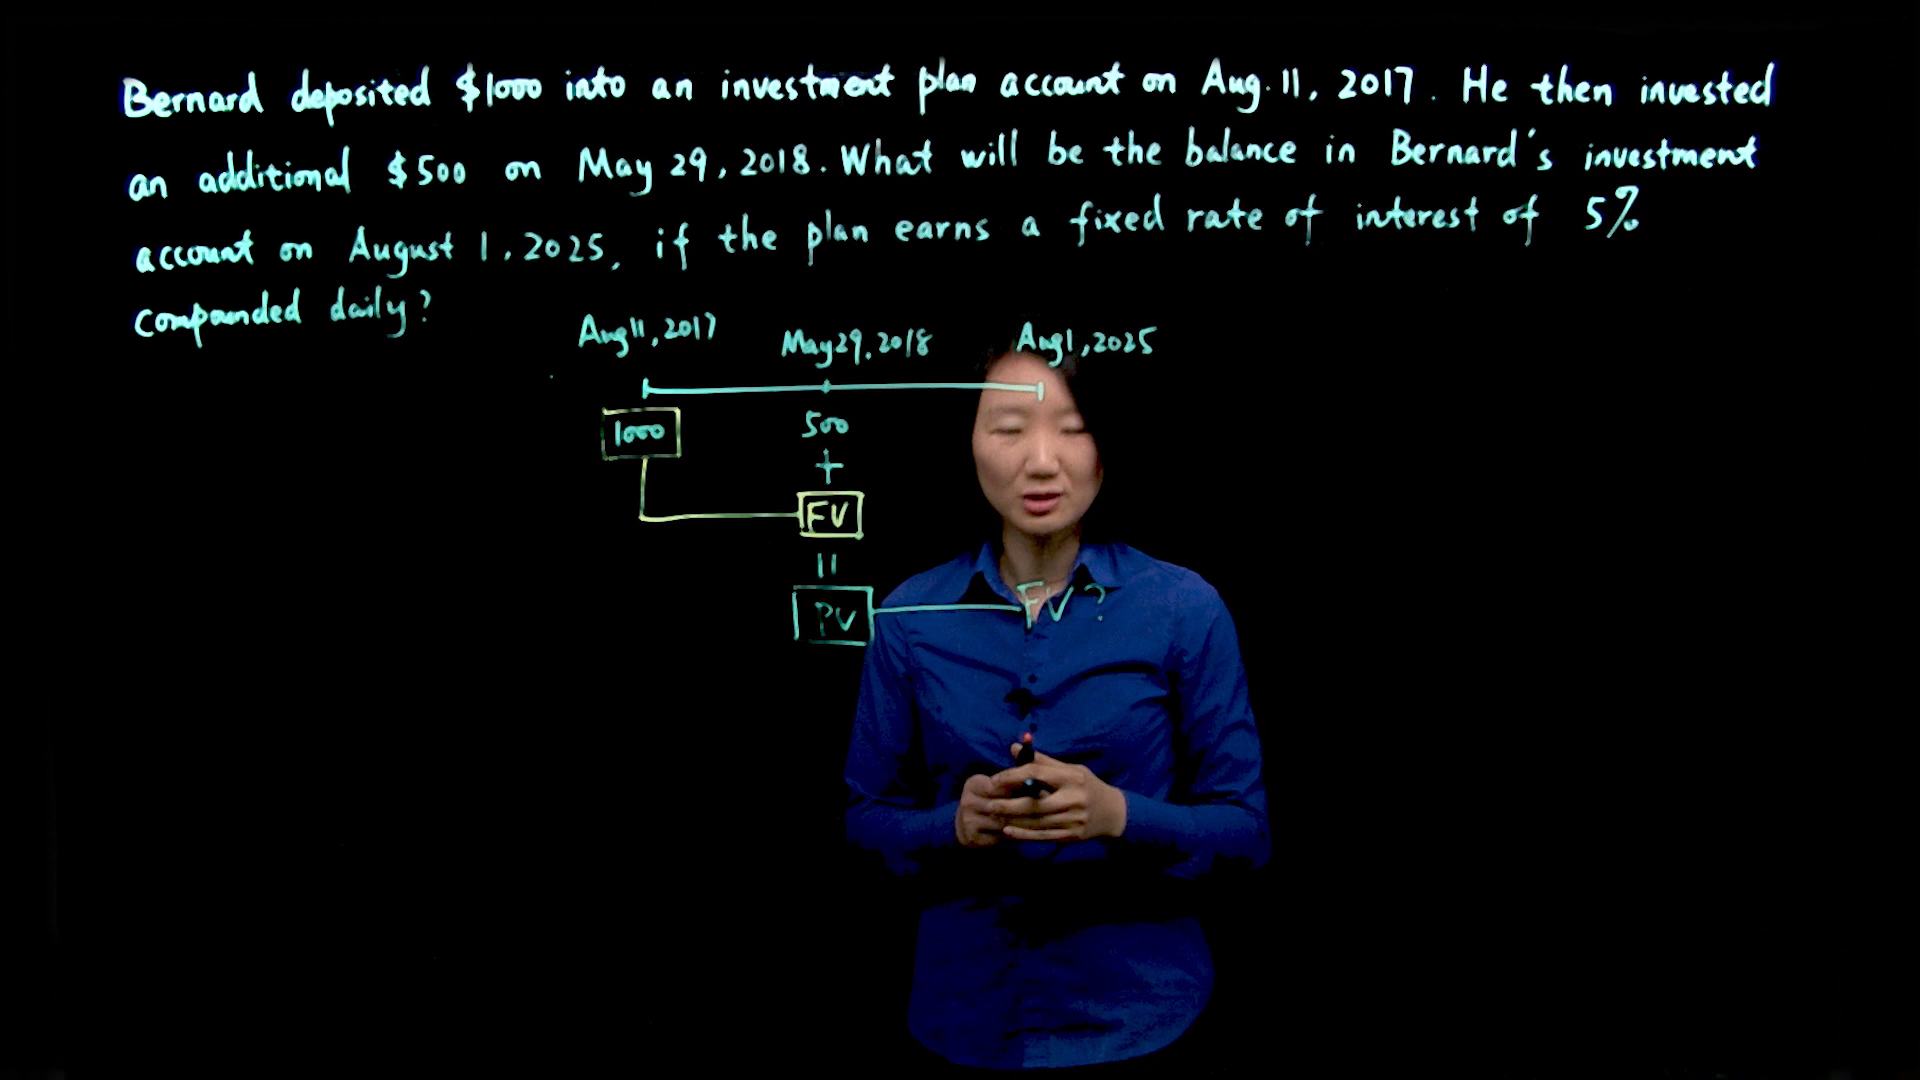 Bernard deposited $1000 into an investment plan account on Aug. 11, 2017. He then invested
an additional $500 on May 29, 2018. What will be the balance in Bernard's investment
account on August 1, 2025, if the plan earns a fixed rate of interest of 5%
compounded daily?
Aug 11, 2017 May 29, 2018 Aug 1, 2025
1000 500
+
FV
=
PV FV?